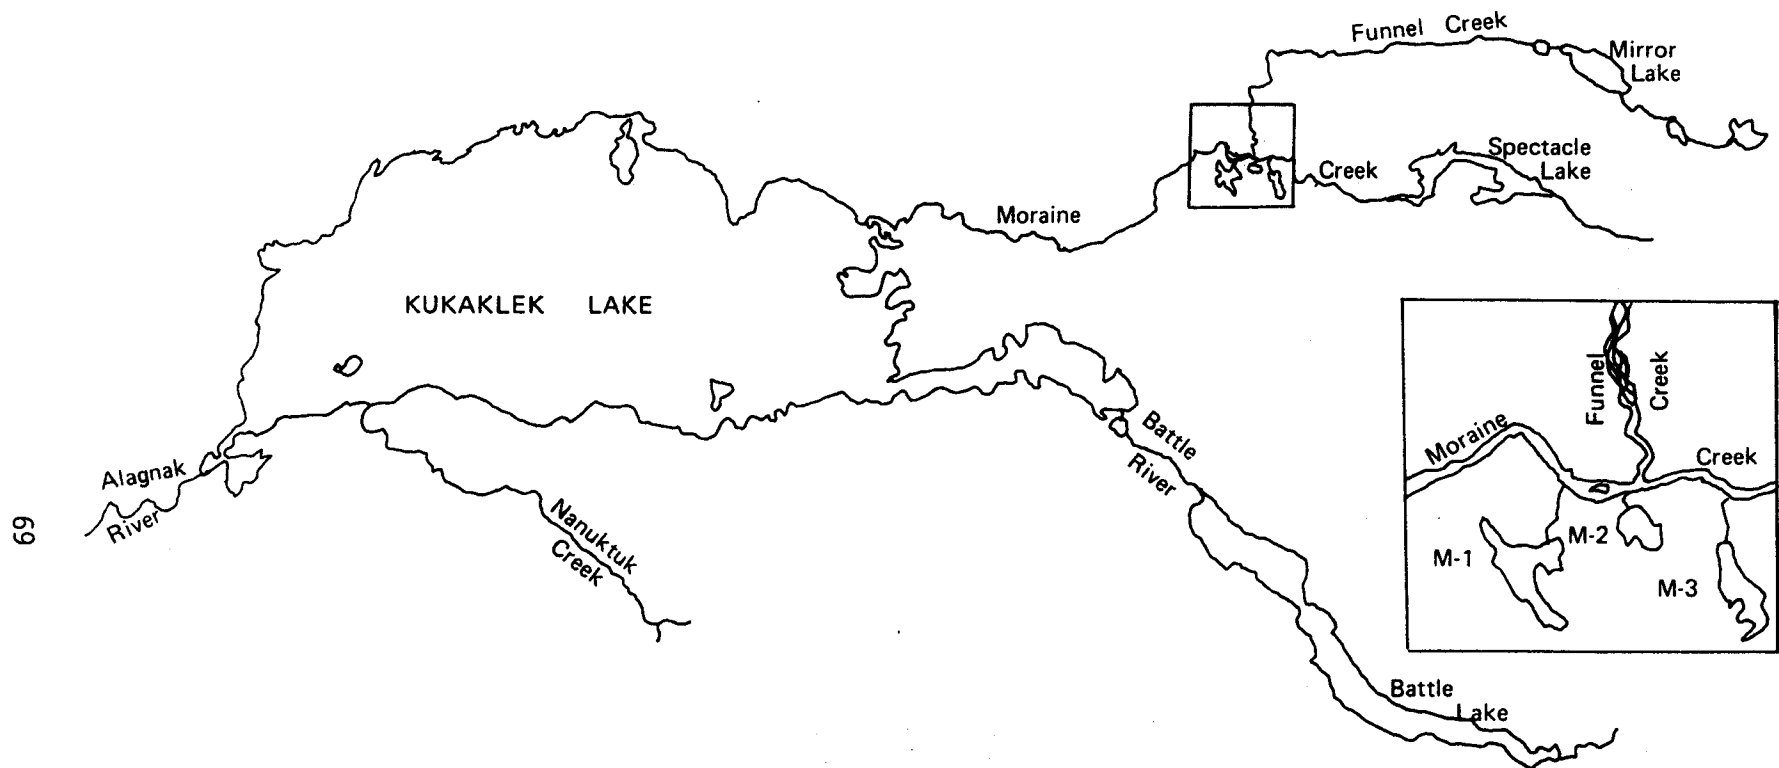 Funnel Creek
Mirror
Lake
Spectacle
Lake
Creek
Moraine
KUKAKLEK LAKE
Funnel
Creek
Moraine
Creek
M-1
M-2
M-3
Battle
River
Alagnak
River
Nanuktuk
Creek
Battle
Lake
69